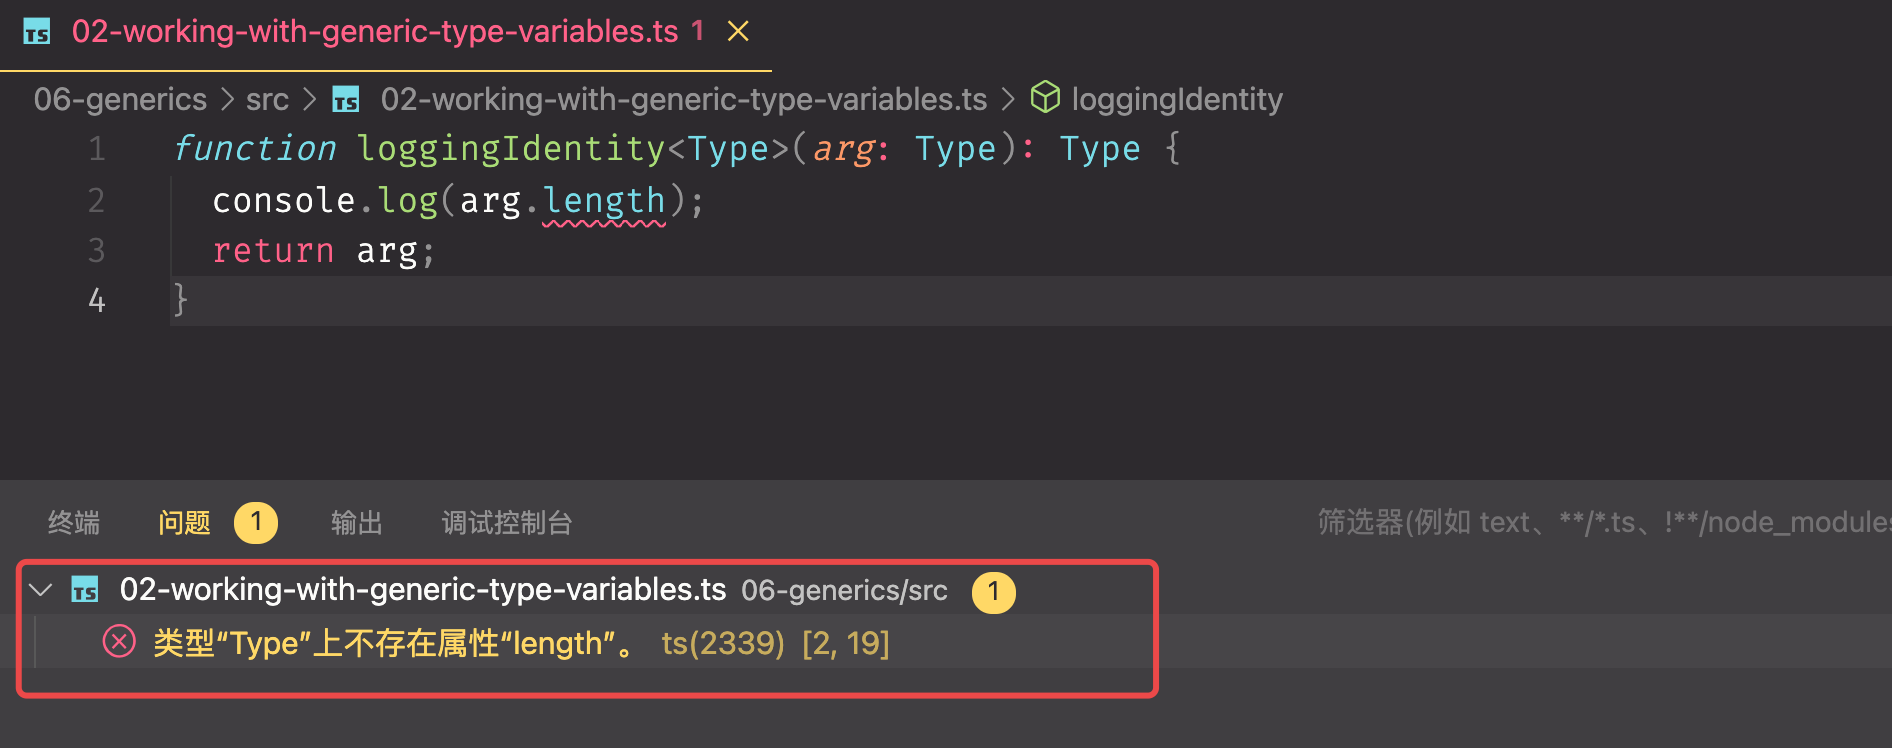 TS 02-working-with-generic-type-variables.ts 1
06-generics > src > TS 02-working-with-generic-type-variables.ts > loggingIdentity
1 function loggingIdentity<Type>(arg: Type): Type {
2 console.log(arg.length);
3 return arg;
4 }
终端 问题 1 输出 调试控制台 筛选器(例如 text、**/*.ts、!**/node_modules
TS 02-working-with-generic-type-variables.ts 06-generics/src 1
类型“Type”上不存在属性“length”。 ts(2339) [2, 19]